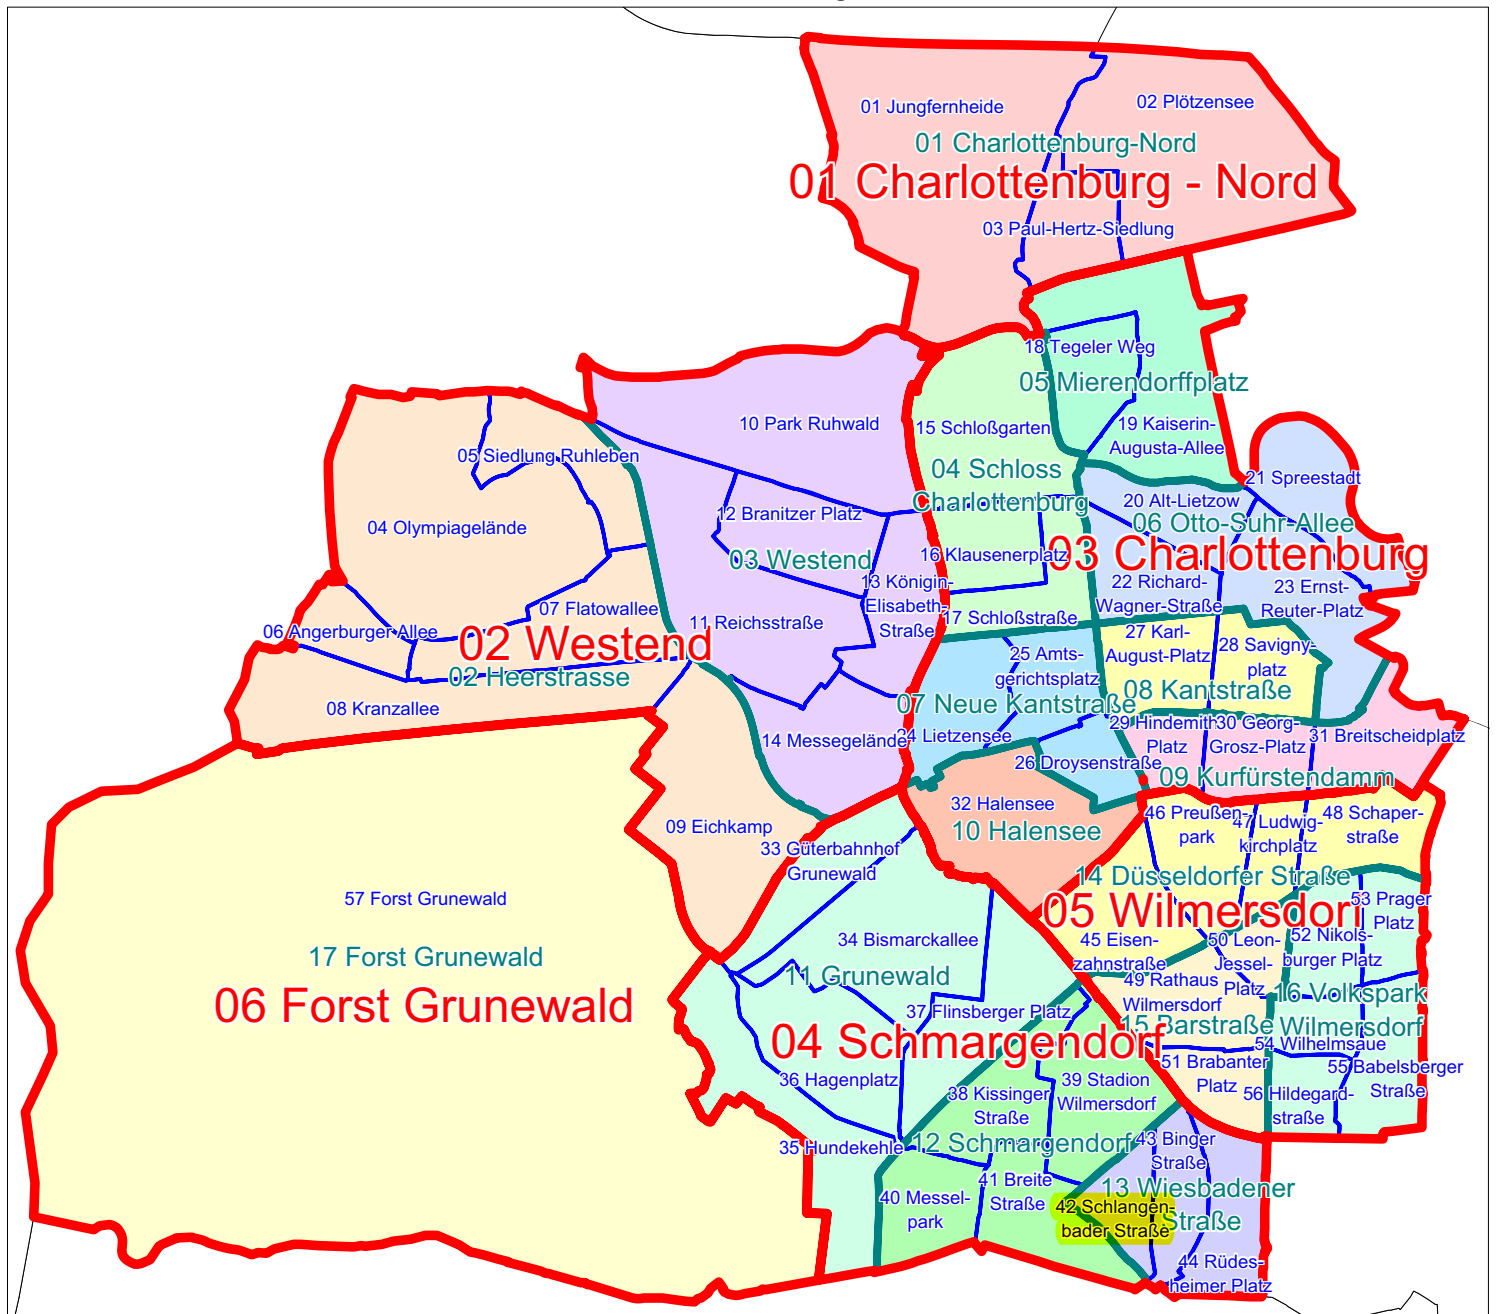 01 Jungfernheide
02 Plötzensee
01 Charlottenburg-Nord
01 Charlottenburg - Nord
03 Paul-Hertz-Siedlung
18 Tegeler Weg
05 Mierendorffplatz
10 Park Ruhwald
15 Schloßgarten
19 Kaiserin-
Augusta-Allee
05 Siedlung Ruhleben
04 Schloss
Charlottenburg
21 Spreestadt
20 Alt-Lietzow
04 Olympiagelände
12 Branitzer Platz
06 Otto-Suhr-Allee
03 Westend
16 Klausenerplatz
03 Charlottenburg
13 Königin-
Elisabeth-
Straße
22 Richard-
Wagner-Straße
23 Ernst-
Reuter-Platz
07 Flatowallee
11 Reichsstraße
17 Schloßstraße
06 Angerburger Allee
02 Westend
02 Heerstrasse
27 Karl-
August-Platz
28 Savigny-
platz
25 Amts-
gerichtsplatz
08 Kantstraße
07 Neue Kantstraße
08 Kranzallee
14 Messegelände
24 Lietzensee
29 Hindemith
Platz
30 Georg-
Grosz-Platz
31 Breitscheidplatz
26 Droysenstraße
09 Kurfürstendamm
32 Halensee
10 Halensee
46 Preußen-
park
47 Ludwig-
kirchplatz
48 Schaper-
straße
09 Eichkamp
33 Güterbahnhof
Grunewald
14 Düsseldorfer Straße
57 Forst Grunewald
05 Wilmersdorf
53 Prager
Platz
17 Forst Grunewald
34 Bismarckallee
45 Eisen-
zahnstraße
50 Leon-
Jessel-
Platz
52 Nikols-
burger Platz
11 Grunewald
49 Rathaus
Wilmersdorf
16 Volkspark
Wilmersdorf
06 Forst Grunewald
37 Flinsberger Platz
15 Barstraße
04 Schmargendorf
54 Wilhelmsaue
51 Brabanter
Platz
55 Babelsberger
Straße
36 Hagenplatz
38 Kissinger
Straße
39 Stadion
Wilmersdorf
56 Hildegard-
straße
35 Hundekehle
12 Schmargendorf
43 Binger
Straße
40 Messel-
park
41 Breite
Straße
13 Wiesbadener
Straße
42 Schlangen-
bader Straße
44 Rüdes-
heimer Platz